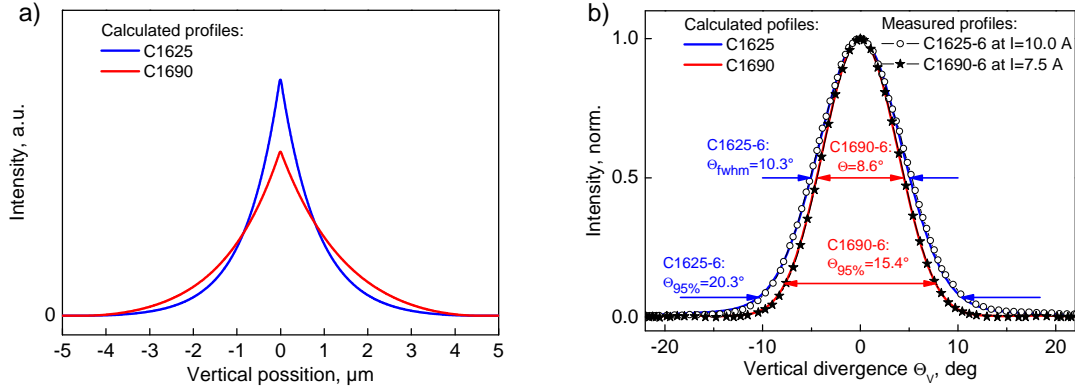 a)
Calculated profiles:
C1625
C1690
Intensity, a.u.
0
-5 -4 -3 -2 -1 0 1 2 3 4 5
Vertical possition, µm
b)
Calculated profiles:
C1625
C1690
Measured profiles:
C1625-6 at I=10.0 A
C1690-6 at I=7.5 A
Intensity, norm.
1.0
0.5
0.0
C1625-6:
Θfwhm=10.3°
C1690-6:
Θ=8.6°
C1690-6:
Θ95%=15.4°
C1625-6:
Θ95%=20.3°
-20 -10 0 10 20
Vertical divergence ΘV, deg